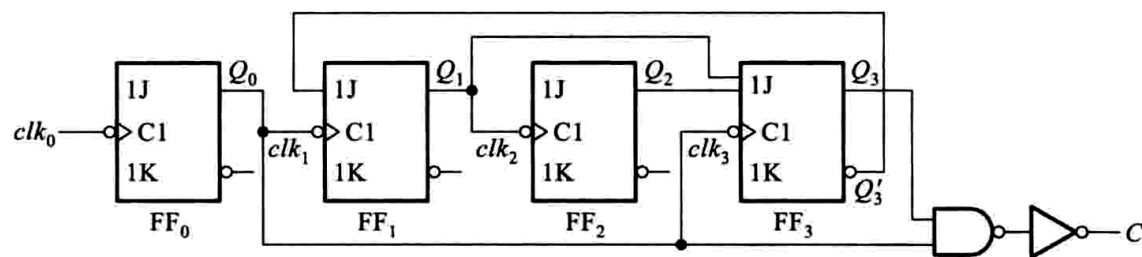 Q₀
Q₁
Q₂
Q₃
1J
1J
1J
1J
clk₀
C1
clk₁
C1
clk₂
C1
clk₃
C1
1K
1K
1K
1K
Q₃′
FF₀
FF₁
FF₂
FF₃
C